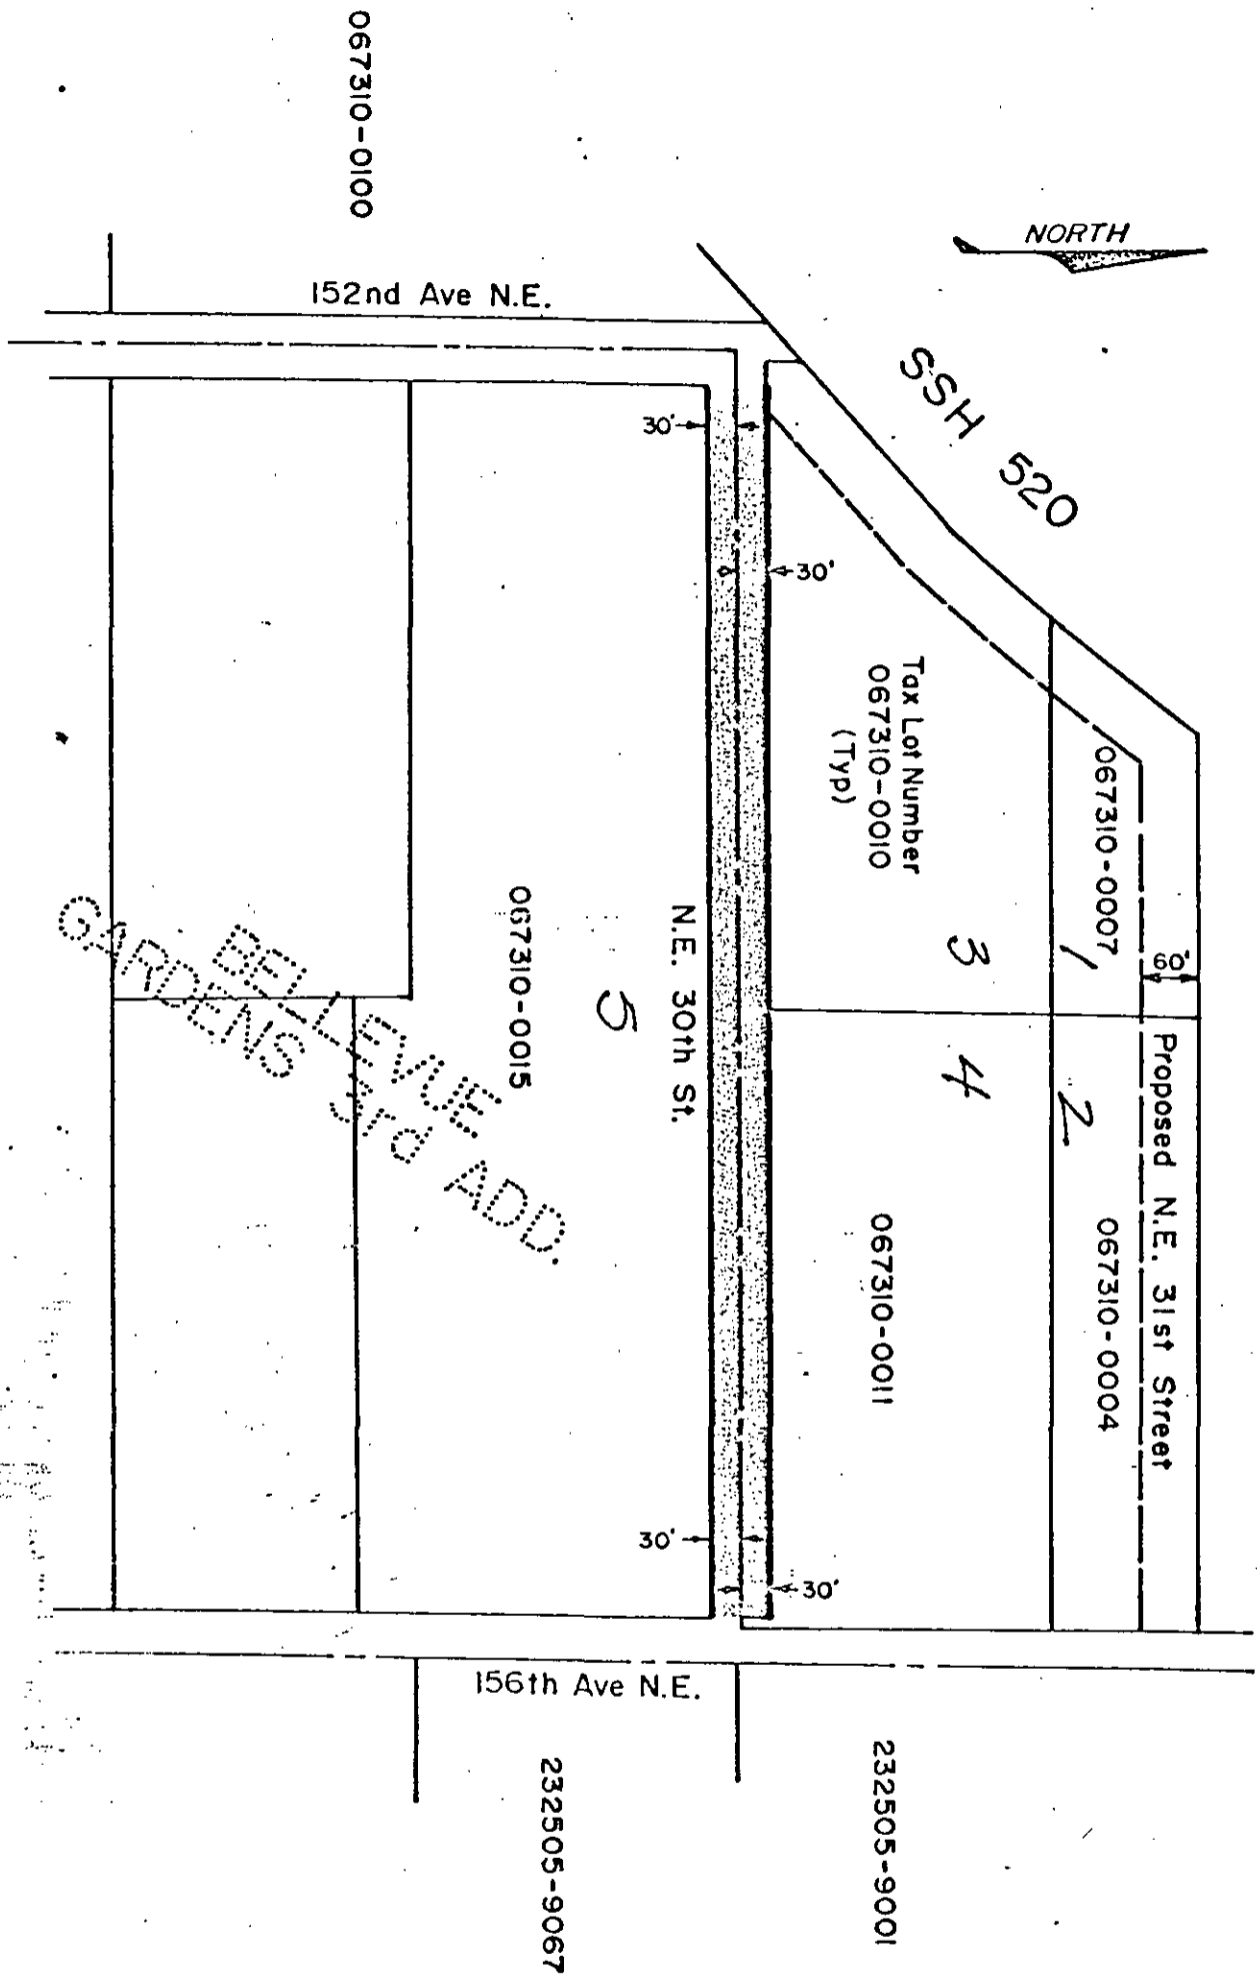 NORTH
SSH 520
152nd Ave N.E.
067310-0100
30'
30'
Tax Lot Number
067310-0010
(Typ)
067310-0007
60'
Proposed N.E. 31st Street
1
2
3
4
067310-0004
067310-0011
N.E. 30th St.
5
067310-0015
BELLEVUE
GARDENS 3rd ADD.
30'
30'
156th Ave N.E.
232505-9001
232505-9067